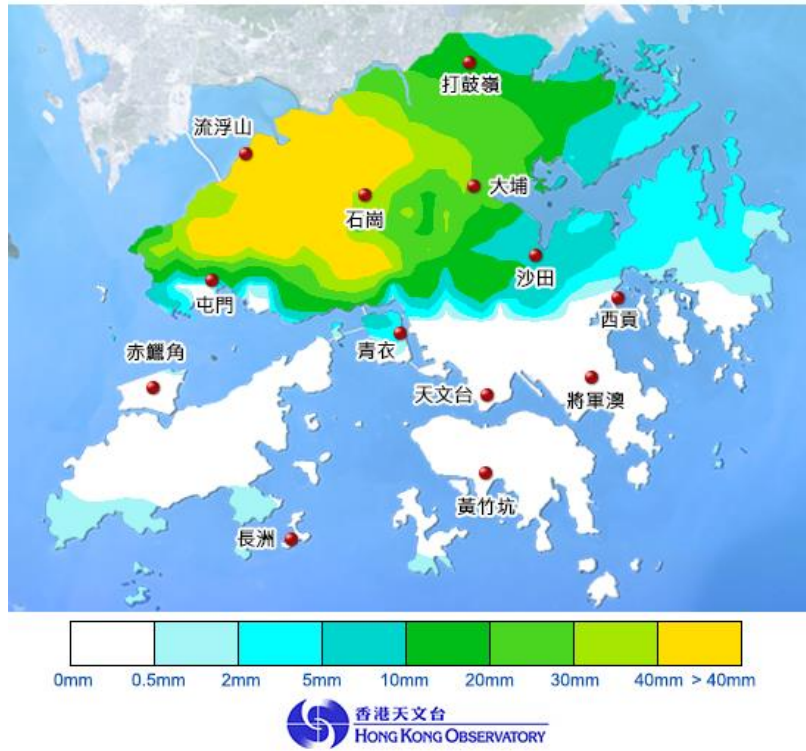 打鼓嶺
流浮山
大埔
石崗
沙田
屯門
西貢
赤鱲角
青衣
天文台
將軍澳
黃竹坑
長洲
0mm 0.5mm 2mm 5mm 10mm 20mm 30mm 40mm > 40mm
香港天文台
HONG KONG OBSERVATORY